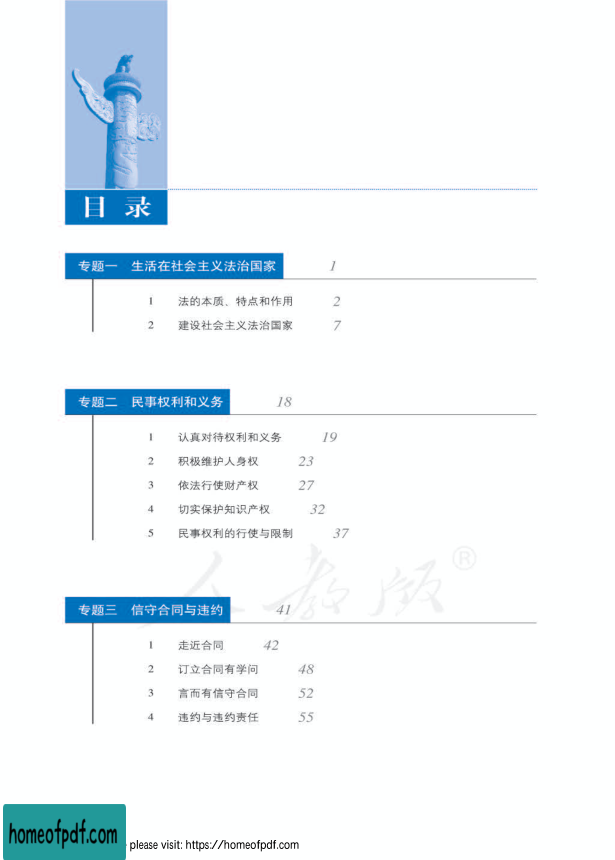 目 录
专题一 生活在社会主义法治国家 1
1 法的本质、特点和作用 2
2 建设社会主义法治国家 7
专题二 民事权利和义务 18
1 认真对待权利和义务 19
2 积极维护人身权 23
3 依法行使财产权 27
4 切实保护知识产权 32
5 民事权利的行使与限制 37
人教版®
专题三 信守合同与违约 41
1 走近合同 42
2 订立合同有学问 48
3 言而有信守合同 52
4 违约与违约责任 55
homeofpdf.com
please visit: https://homeofpdf.com